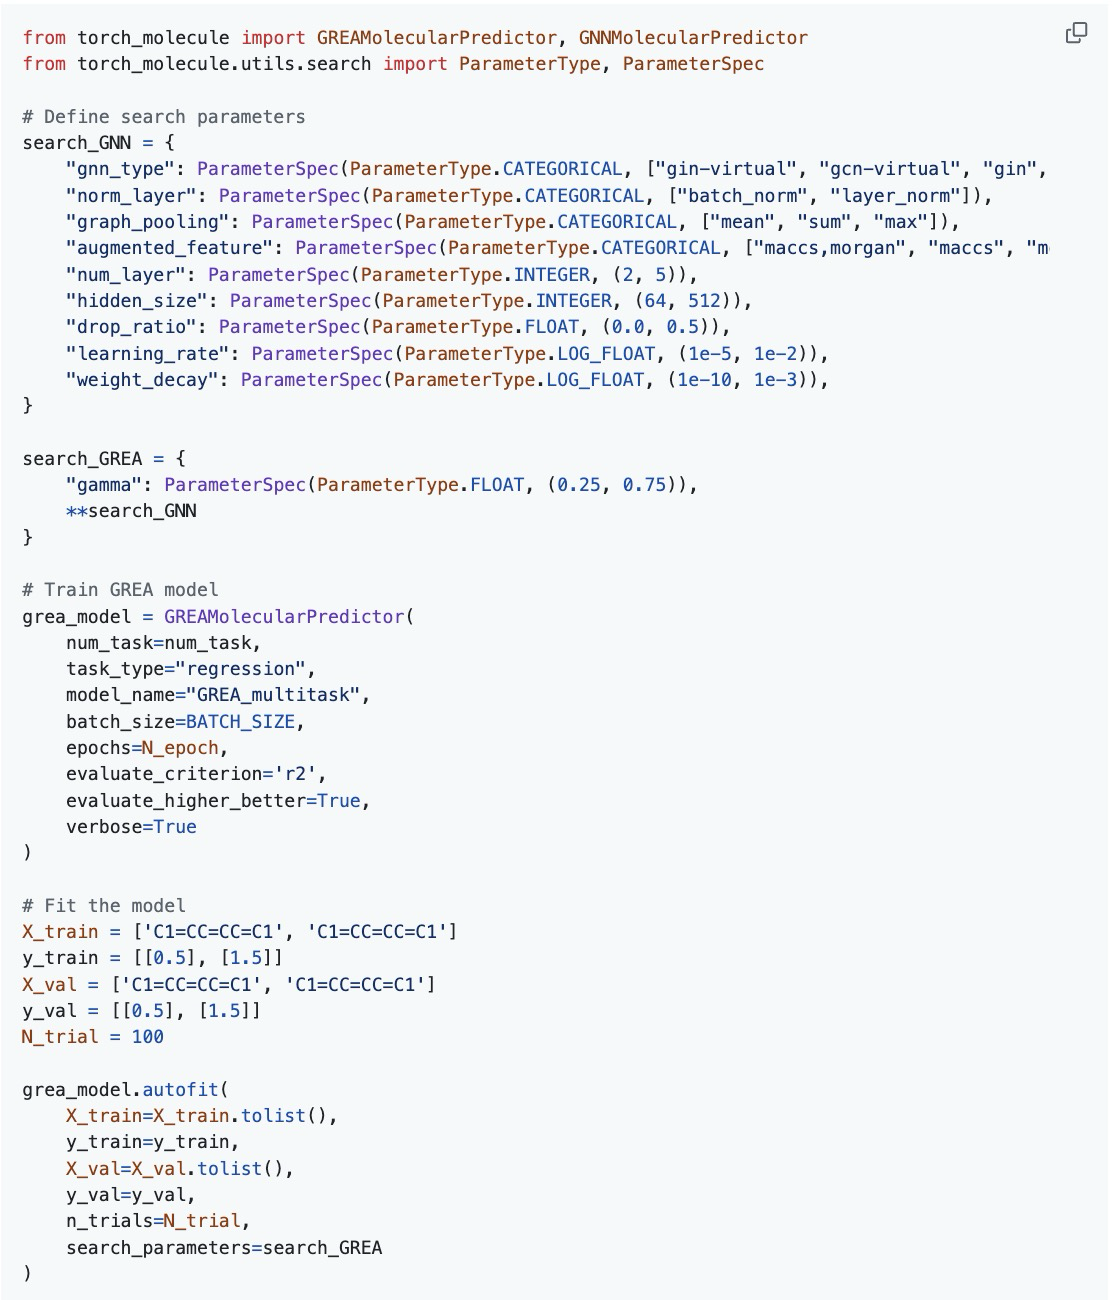 from torch_molecule import GREAMolecularPredictor, GNNMolecularPredictor
from torch_molecule.utils.search import ParameterType, ParameterSpec

# Define search parameters
search_GNN = {
    "gnn_type": ParameterSpec(ParameterType.CATEGORICAL, ["gin-virtual", "gcn-virtual", "gin",
    "norm_layer": ParameterSpec(ParameterType.CATEGORICAL, ["batch_norm", "layer_norm"]),
    "graph_pooling": ParameterSpec(ParameterType.CATEGORICAL, ["mean", "sum", "max"]),
    "augmented_feature": ParameterSpec(ParameterType.CATEGORICAL, ["maccs,morgan", "maccs", "m
    "num_layer": ParameterSpec(ParameterType.INTEGER, (2, 5)),
    "hidden_size": ParameterSpec(ParameterType.INTEGER, (64, 512)),
    "drop_ratio": ParameterSpec(ParameterType.FLOAT, (0.0, 0.5)),
    "learning_rate": ParameterSpec(ParameterType.LOG_FLOAT, (1e-5, 1e-2)),
    "weight_decay": ParameterSpec(ParameterType.LOG_FLOAT, (1e-10, 1e-3)),
}

search_GREA = {
    "gamma": ParameterSpec(ParameterType.FLOAT, (0.25, 0.75)),
    **search_GNN
}

# Train GREA model
grea_model = GREAMolecularPredictor(
    num_task=num_task,
    task_type="regression",
    model_name="GREA_multitask",
    batch_size=BATCH_SIZE,
    epochs=N_epoch,
    evaluate_criterion='r2',
    evaluate_higher_better=True,
    verbose=True
)

# Fit the model
X_train = ['C1=CC=CC=C1', 'C1=CC=CC=C1']
y_train = [[0.5], [1.5]]
X_val = ['C1=CC=CC=C1', 'C1=CC=CC=C1']
y_val = [[0.5], [1.5]]
N_trial = 100

grea_model.autofit(
    X_train=X_train.tolist(),
    y_train=y_train,
    X_val=X_val.tolist(),
    y_val=y_val,
    n_trials=N_trial,
    search_parameters=search_GREA
)